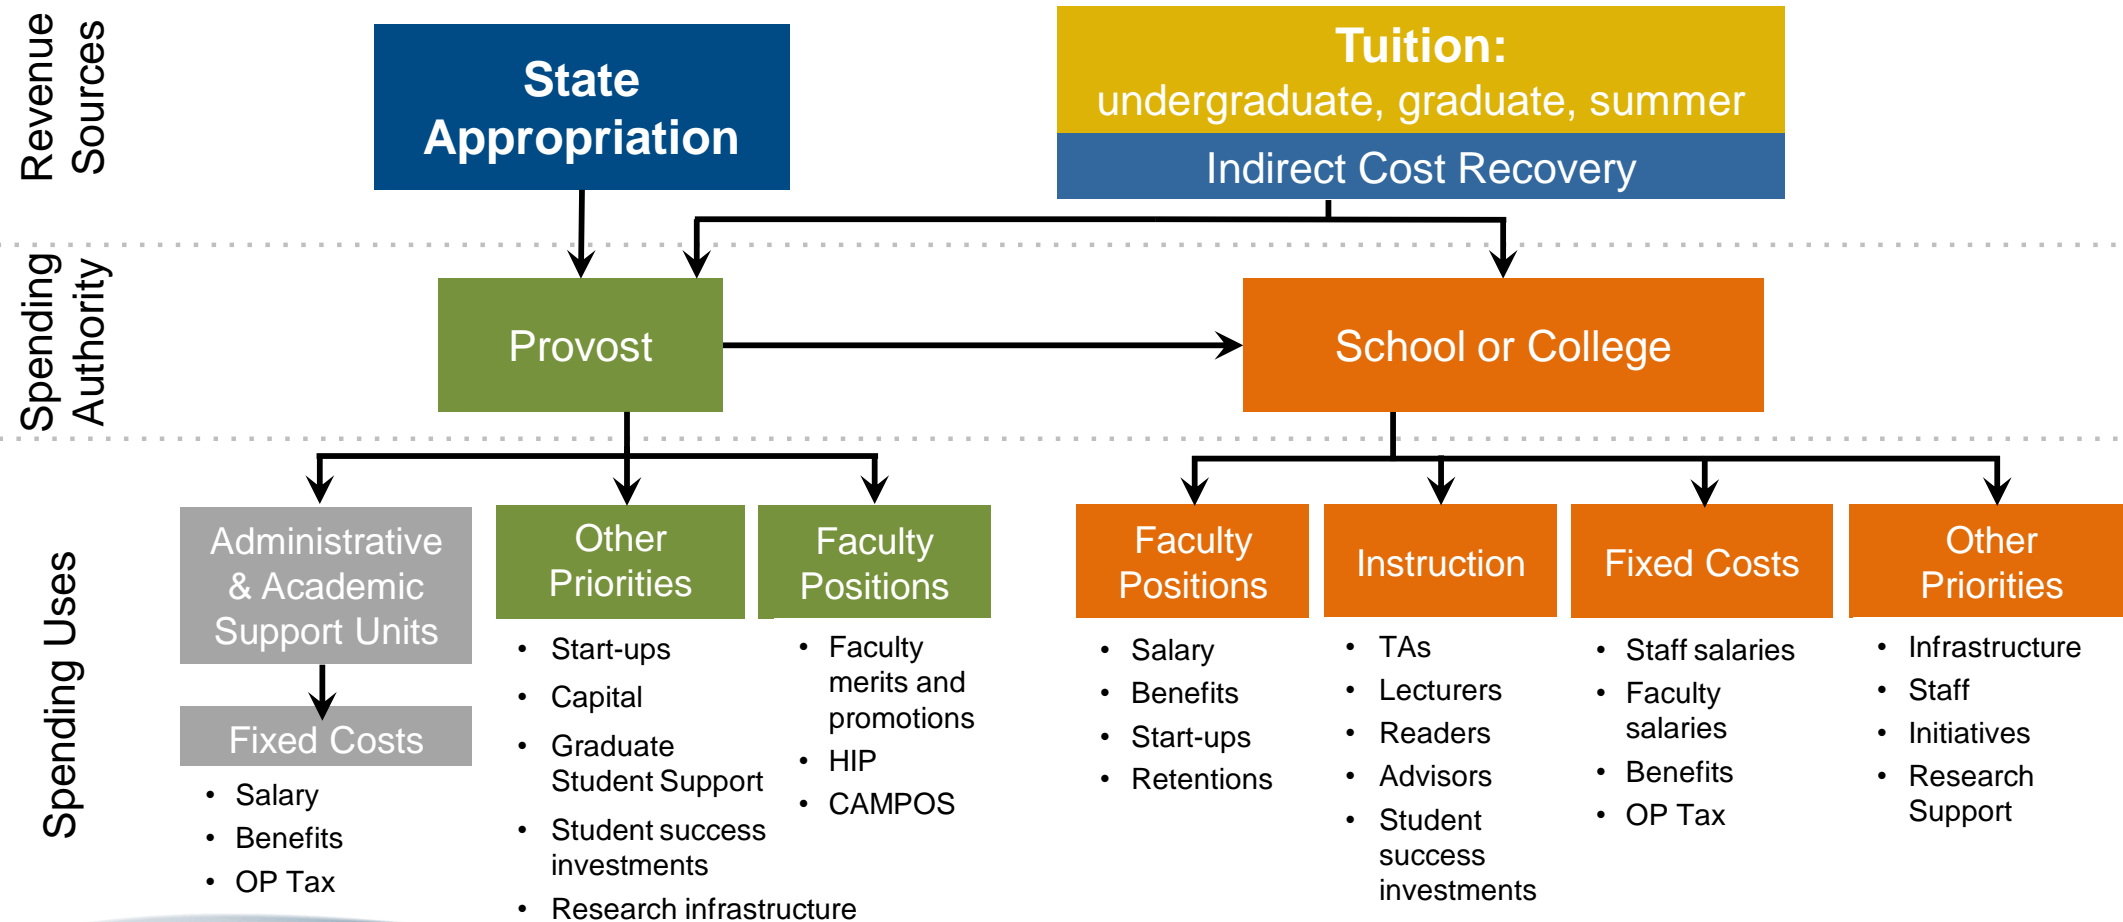 Revenue
Sources
State
Appropriation
Tuition:
undergraduate, graduate, summer
Indirect Cost Recovery
Spending
Authority
Provost
School or College
Spending Uses
Administrative
& Academic
Support Units
Fixed Costs
• Salary
• Benefits
• OP Tax
Other
Priorities
• Start-ups
• Capital
• Graduate
Student Support
• Student success
investments
• Research infrastructure
Faculty
Positions
• Faculty
merits and
promotions
• HIP
• CAMPOS
Faculty
Positions
• Salary
• Benefits
• Start-ups
• Retentions
Instruction
• TAs
• Lecturers
• Readers
• Advisors
• Student
success
investments
Fixed Costs
• Staff salaries
• Faculty
salaries
• Benefits
• OP Tax
Other
Priorities
• Infrastructure
• Staff
• Initiatives
• Research
Support